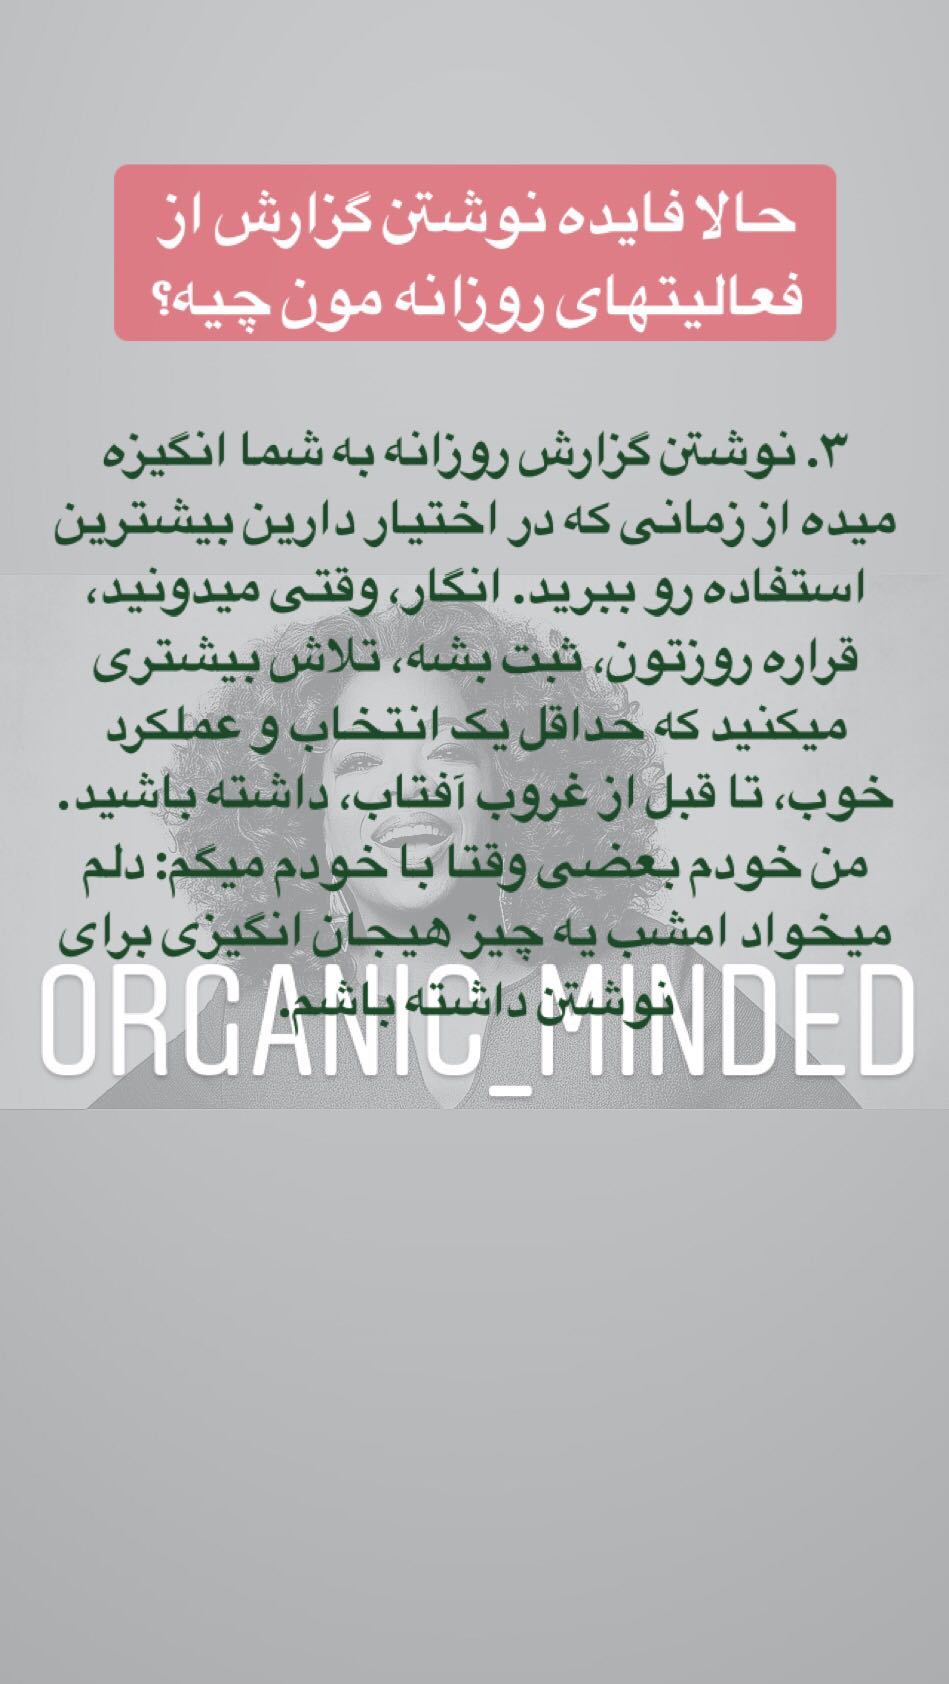 حالا فایده نوشتن گزارش از
فعالیتهای روزانه مون چیه؟
۳. نوشتن گزارش روزانه به شما انگیزه
میده از زمانی که در اختیار دارین بیشترین
استفاده رو ببرید. انگار، وقتی میدونید،
قراره روزتون، ثبت بشه، تلاش بیشتری
میکنید که حداقل یک انتخاب و عملکرد
خوب، تا قبل از غروب آفتاب، داشته باشید.
من خودم بعضی وقتا با خودم میگم: دلم
میخواد امشب یه چیز هیجان انگیزی برای
نوشتن داشته باشم.
ORGANIC_MINDED